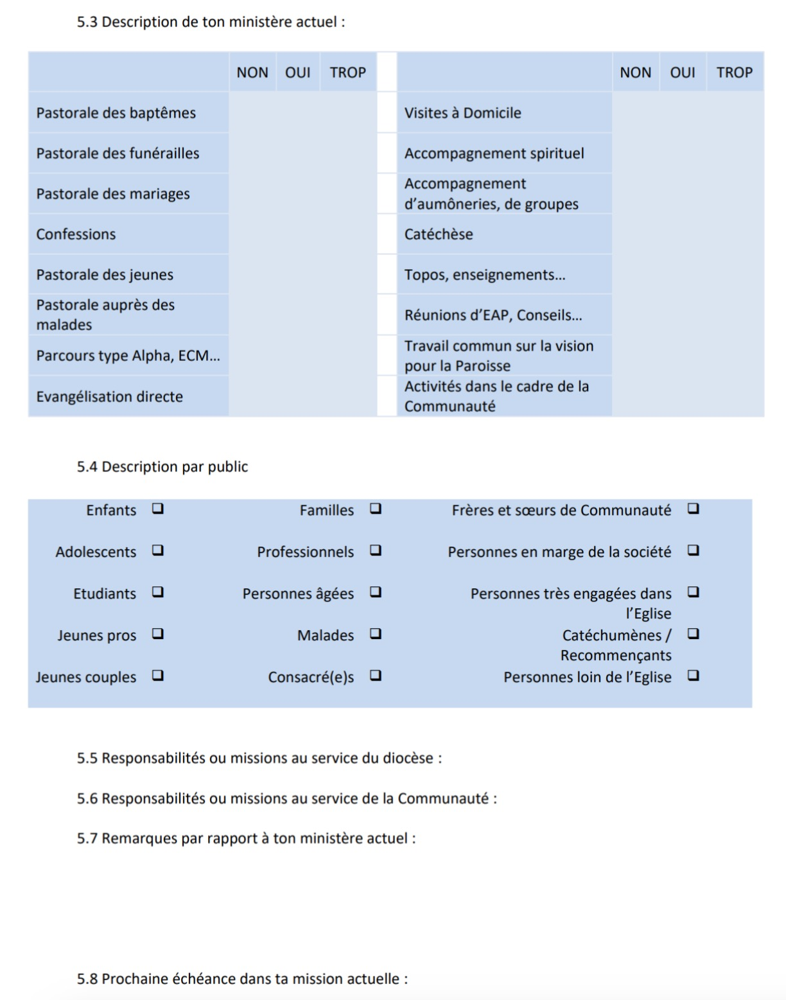 5.3 Description de ton ministère actuel :
NON OUI TROP NON OUI TROP
Pastorale des baptêmes Visites à Domicile
Pastorale des funérailles Accompagnement spirituel
Pastorale des mariages Accompagnement
d’aumôneries, de groupes
Confessions Catéchèse
Pastorale des jeunes Topos, enseignements…
Pastorale auprès des
malades Réunions d’EAP, Conseils…
Parcours type Alpha, ECM… Travail commun sur la vision
pour la Paroisse
Evangélisation directe Activités dans le cadre de la
Communauté
5.4 Description par public
Enfants ❑ Familles ❑ Frères et sœurs de Communauté ❑
Adolescents ❑ Professionnels ❑ Personnes en marge de la société ❑
Etudiants ❑ Personnes âgées ❑ Personnes très engagées dans ❑
l’Eglise
Jeunes pros ❑ Malades ❑ Catéchumènes / ❑
Recommençants
Jeunes couples ❑ Consacré(e)s ❑ Personnes loin de l’Eglise ❑
5.5 Responsabilités ou missions au service du diocèse :
5.6 Responsabilités ou missions au service de la Communauté :
5.7 Remarques par rapport à ton ministère actuel :
5.8 Prochaine échéance dans ta mission actuelle :